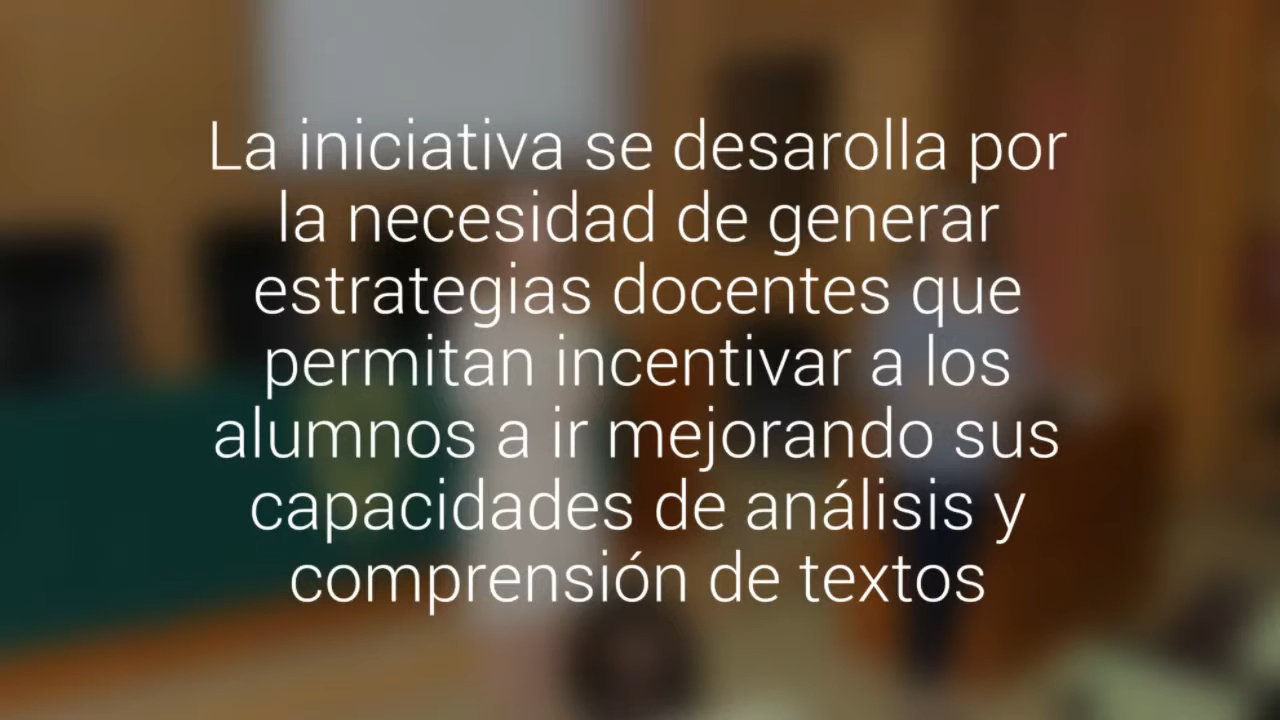 La iniciativa se desarolla por
la necesidad de generar
estrategias docentes que
permitan incentivar a los
alumnos a ir mejorando sus
capacidades de análisis y
comprensión de textos